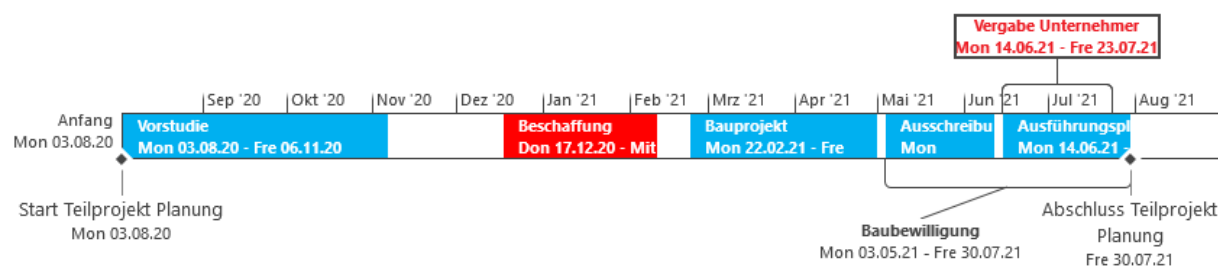 Vergabe Unternehmer
Mon 14.06.21 - Fre 23.07.21
Sep '20
Okt '20
Nov '20
Dez '20
Jan '21
Feb '21
Mrz '21
Apr '21
Mai '21
Jun '21
Jul '21
Aug '21
Anfang
Mon 03.08.20
Vorstudie
Mon 03.08.20 - Fre 06.11.20
Beschaffung
Don 17.12.20 - Mit
Bauprojekt
Mon 22.02.21 - Fre
Ausschreibu
Mon
Ausführungspl
Mon 14.06.21 -
Start Teilprojekt Planung
Mon 03.08.20
Baubewilligung
Mon 03.05.21 - Fre 30.07.21
Abschluss Teilprojekt
Planung
Fre 30.07.21